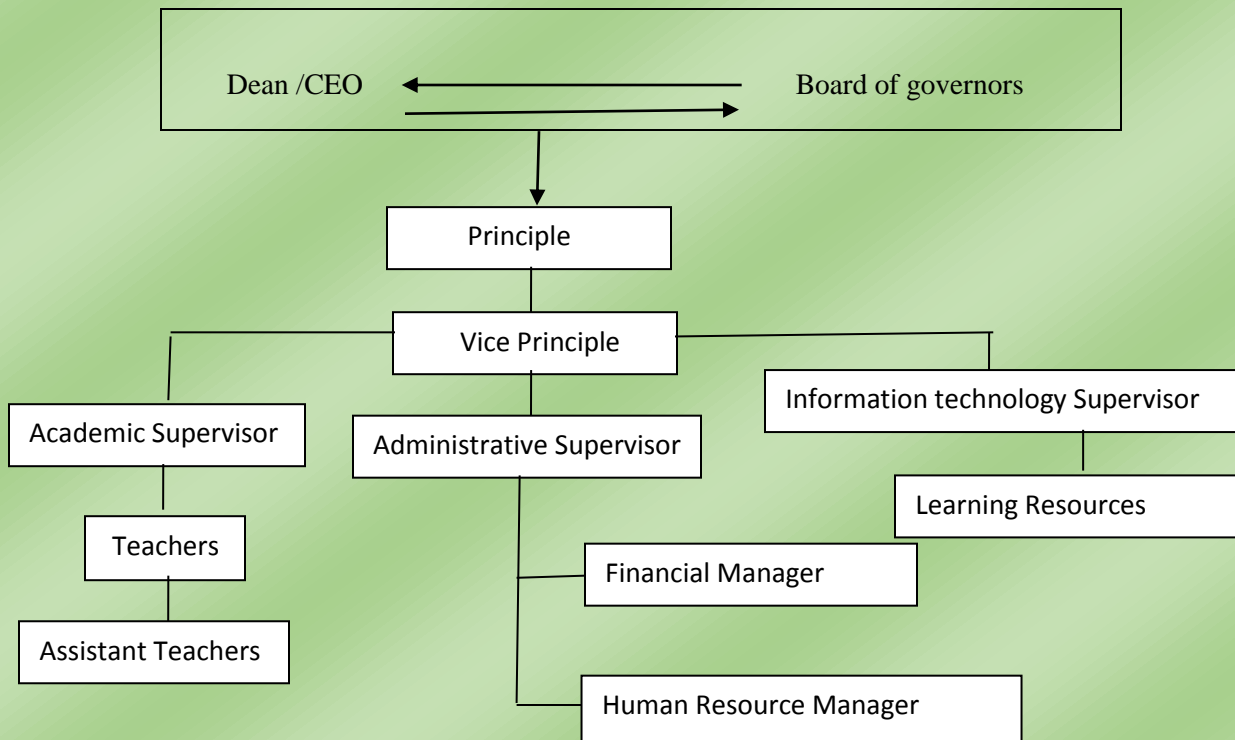 Dean /CEO
Board of governors
Principle
Vice Principle
Information technology Supervisor
Academic Supervisor
Administrative Supervisor
Learning Resources
Teachers
Financial Manager
Assistant Teachers
Human Resource Manager